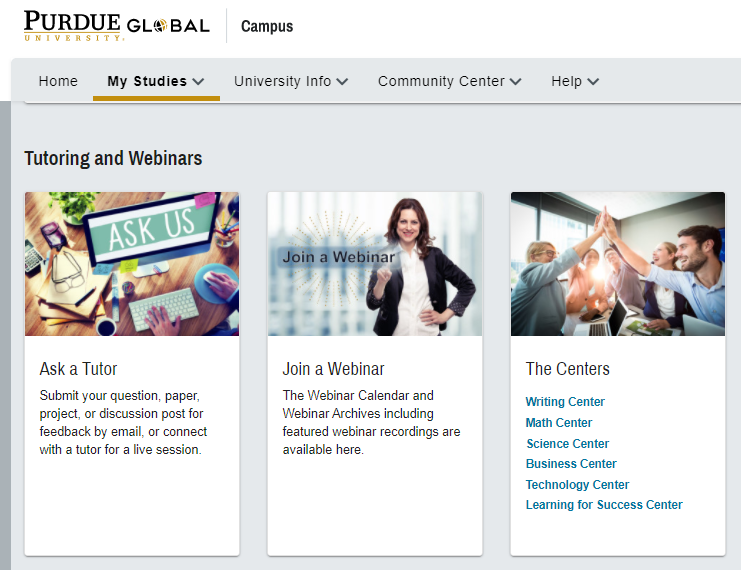 PURDUE GLOBAL
UNIVERSITY.
Campus
Home My Studies University Info Community Center Help
Tutoring and Webinars
ASK US
Join a Webinar
Ask a Tutor
Submit your question, paper,
project, or discussion post for
feedback by email, or connect
with a tutor for a live session.
Join a Webinar
The Webinar Calendar and
Webinar Archives including
featured webinar recordings are
available here.
The Centers
Writing Center
Math Center
Science Center
Business Center
Technology Center
Learning for Success Center